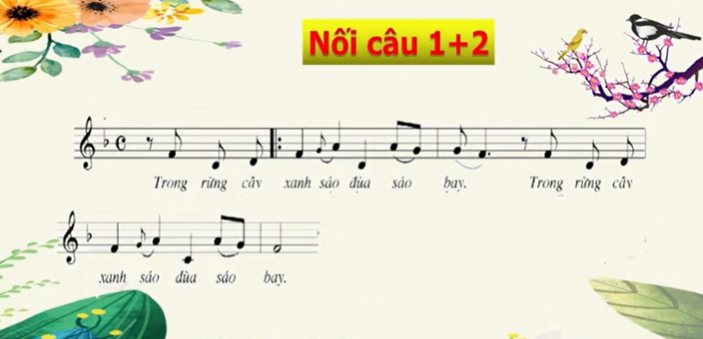 Nối câu 1+2
Trong rừng cây xanh sáo đùa sáo bay. Trong rừng cây
xanh sáo đùa sáo bay.